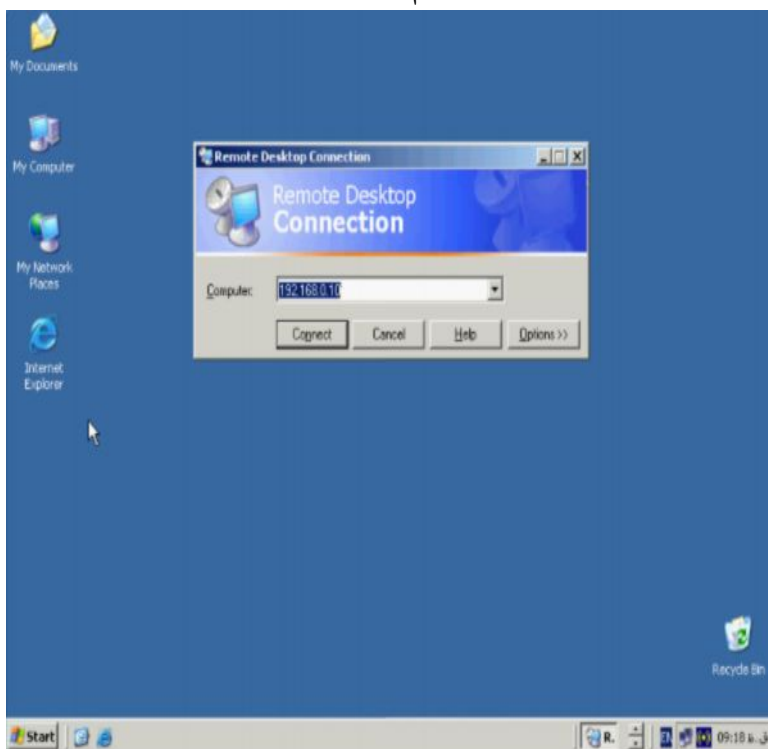 My Documents
My Computer
My Network
Places
Internet
Explorer
Remote Desktop Connection
Remote Desktop
Connection
Computer:
192.168.0.10
Connect
Cancel
Help
Options >>
Recycle Bin
Start
R.
EN
09:18 ق.ظ